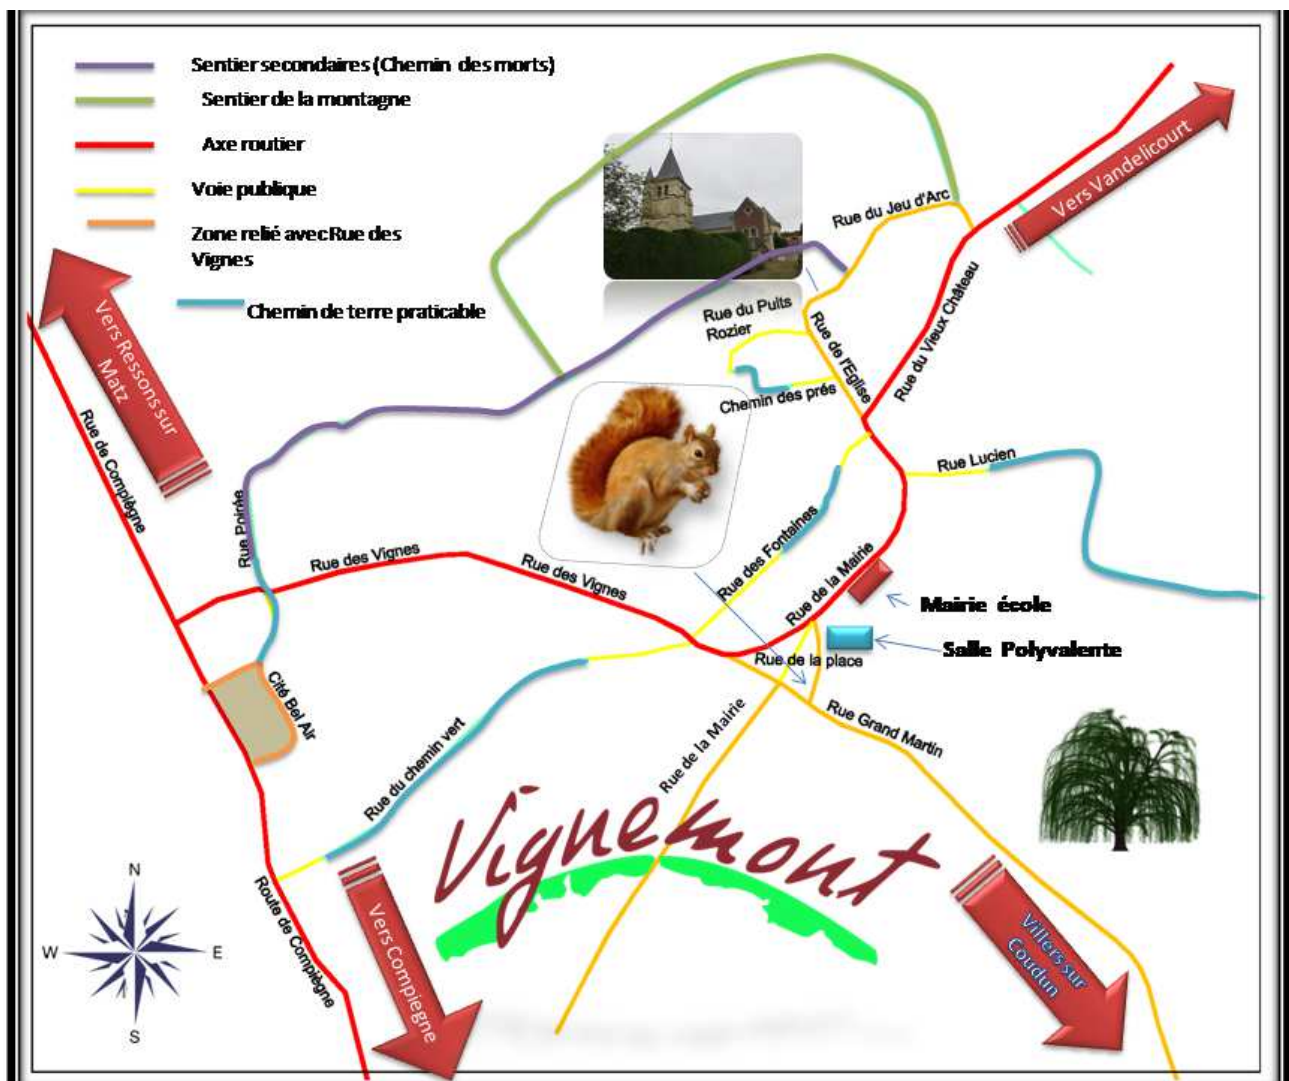 Sentier secondaires (Chemin des morts)
Sentier de la montagne
Axe routier
Voie publique
Zone relié avec Rue des
Vignes
Chemin de terre praticable
Vers Vandelicourt
Rue du Jeu d'Arc
Vers Ressons sur
Matz
Rue du Puits
Rozier
Rue de l'Eglise
Rue du Vieux Château
Chemin des prés
Rue de Compiègne
Rue Poirée
Rue Lucien
Rue des Vignes
Rue des Vignes
Rue des Fontaines
Rue de la Mairie
Mairie école
Salle Polyvalente
Rue de la place
Cité Bel Air
Rue Grand Martin
Rue de la Mairie
Rue du chemin vert
Vignemont
Route de Compiègne
Vers Compiegne
Villers sur
Coudun
N
W
E
S